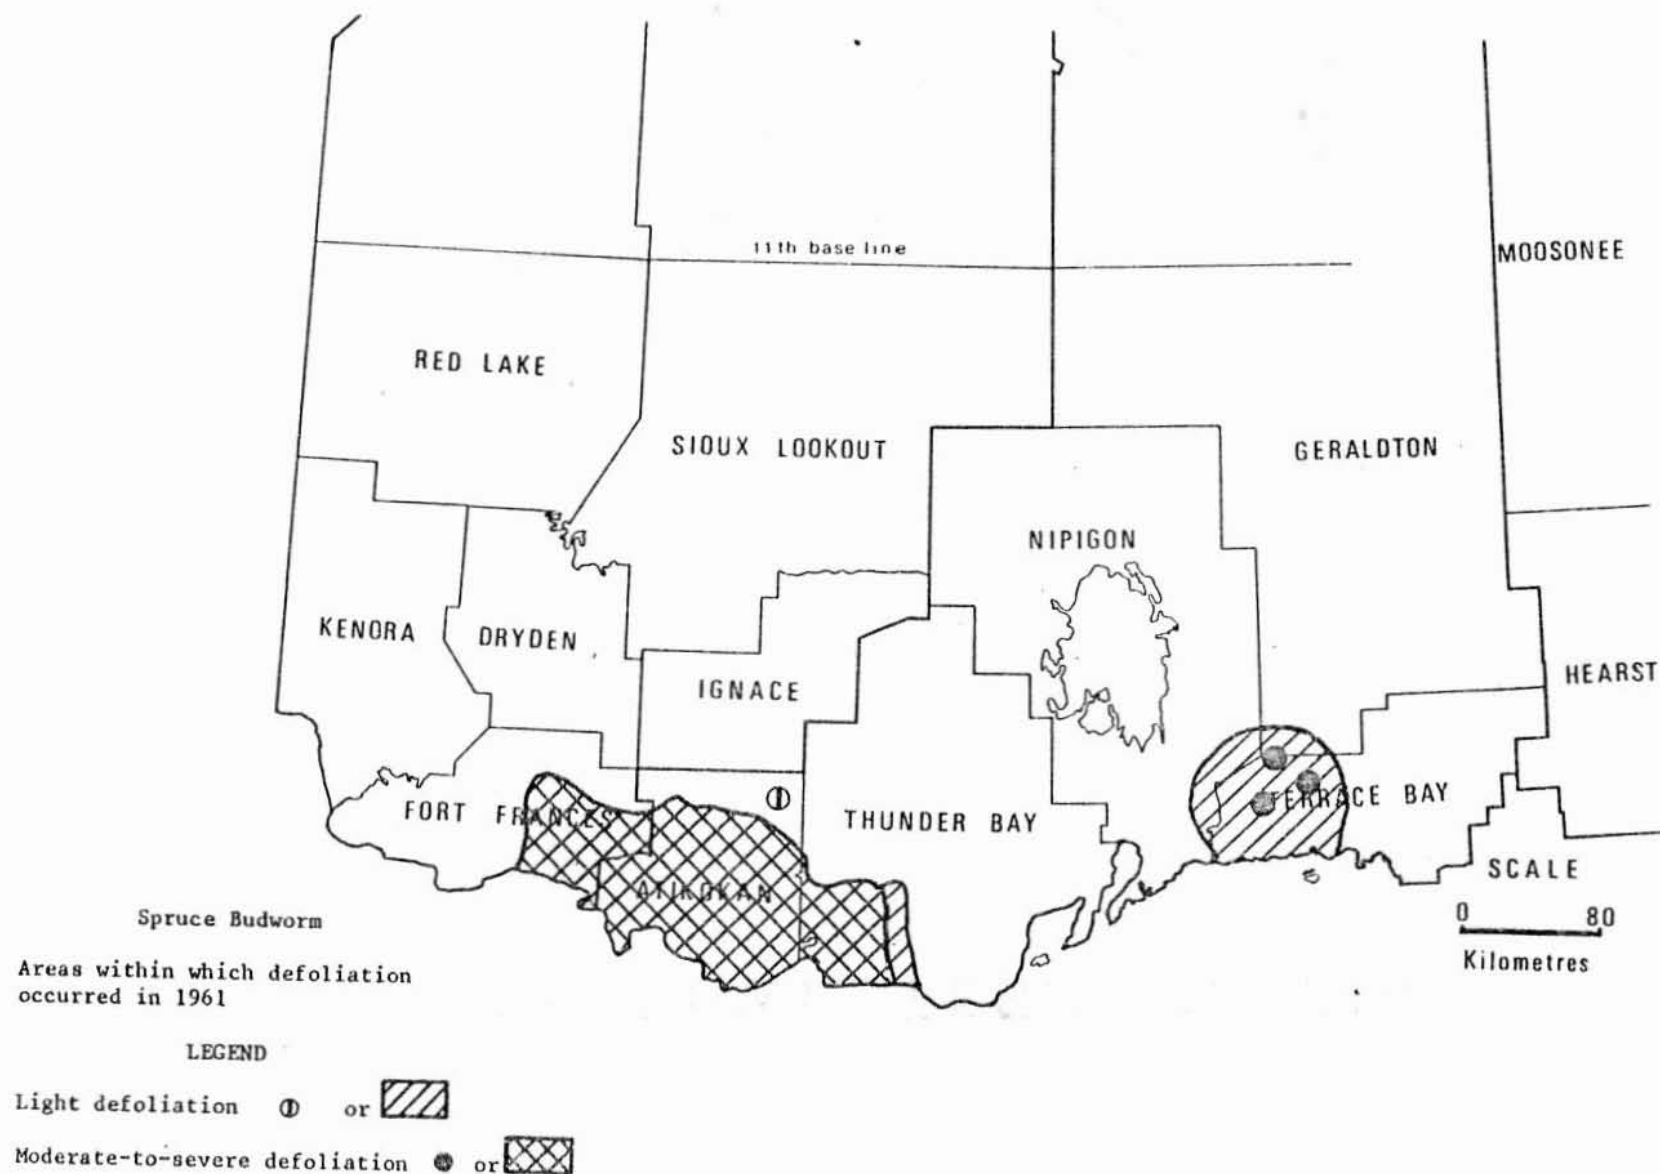 11th base line
MOOSONEE
RED LAKE
SIOUX LOOKOUT
GERALDTON
NIPIGON
KENORA
DRYDEN
IGNACE
HEARST
FORT FRANCES
THUNDER BAY
TERRACE BAY
ATIKOKAN
SCALE
0 80
Kilometres
Spruce Budworm
Areas within which defoliation
occurred in 1961
LEGEND
Light defoliation or
Moderate-to-severe defoliation or